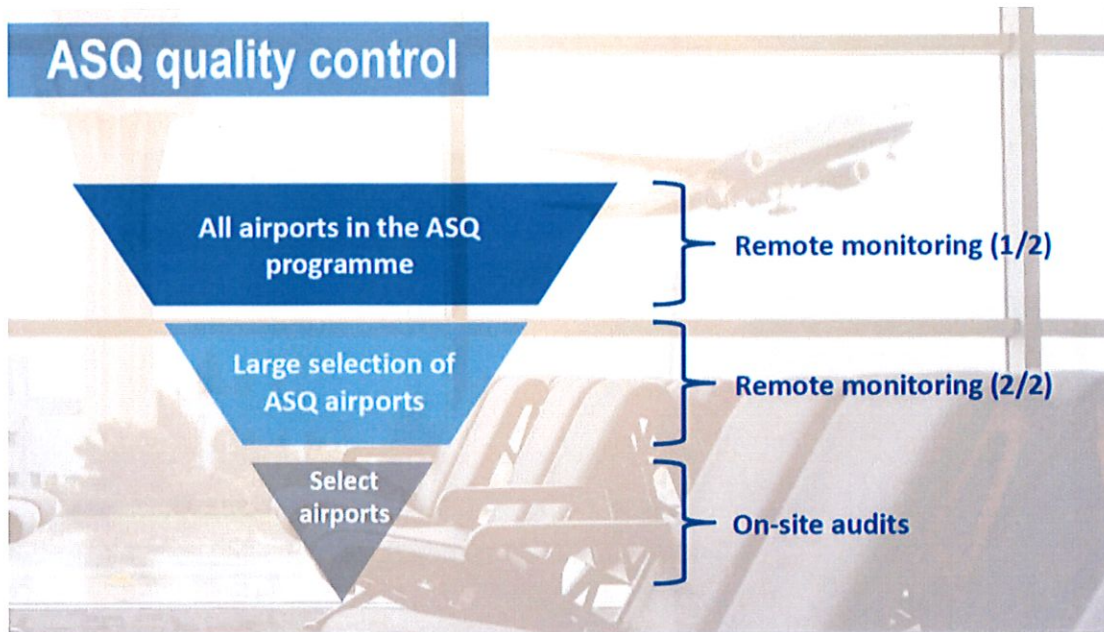 ASQ quality control
All airports in the ASQ
programme
Remote monitoring (1/2)
Large selection of
ASQ airports
Remote monitoring (2/2)
Select
airports
On-site audits